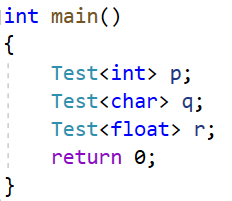 int main()
{
    Test<int> p;
    Test<char> q;
    Test<float> r;
    return 0;
}